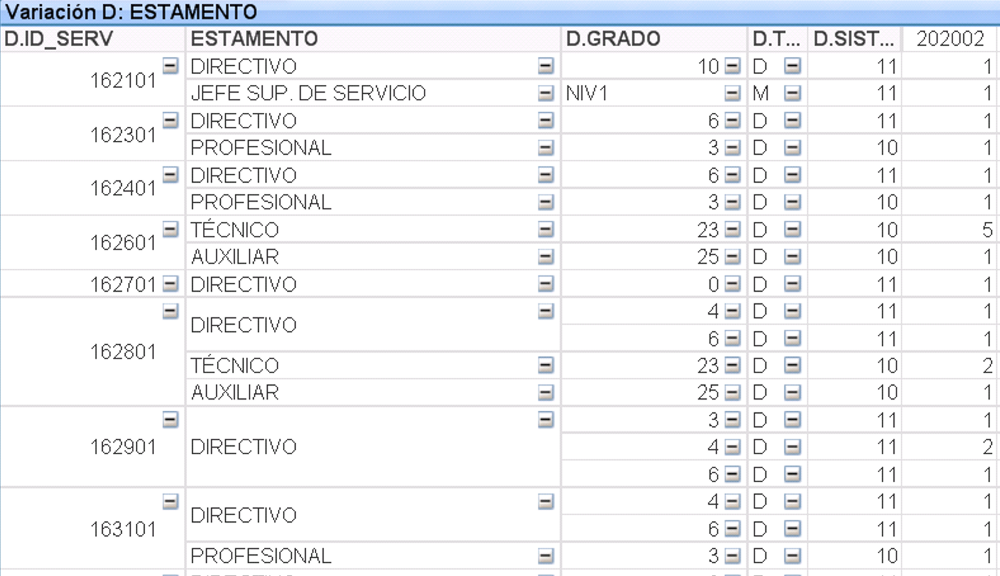 Variación D: ESTAMENTO
D.ID_SERV ESTAMENTO D.GRADO D.T... D.SIST... 202002
162101 DIRECTIVO 10 D 11 1
JEFE SUP. DE SERVICIO NIV1 M 11 1
162301 DIRECTIVO 6 D 11 1
PROFESIONAL 3 D 10 1
162401 DIRECTIVO 6 D 11 1
PROFESIONAL 3 D 10 1
162601 TÉCNICO 23 D 10 5
AUXILIAR 25 D 10 1
162701 DIRECTIVO 0 D 11 1
162801 DIRECTIVO 4 D 11 1
6 D 11 1
TÉCNICO 23 D 10 2
AUXILIAR 25 D 10 1
162901 DIRECTIVO 3 D 11 1
4 D 11 2
6 D 11 1
163101 DIRECTIVO 4 D 11 1
6 D 11 1
PROFESIONAL 3 D 10 1